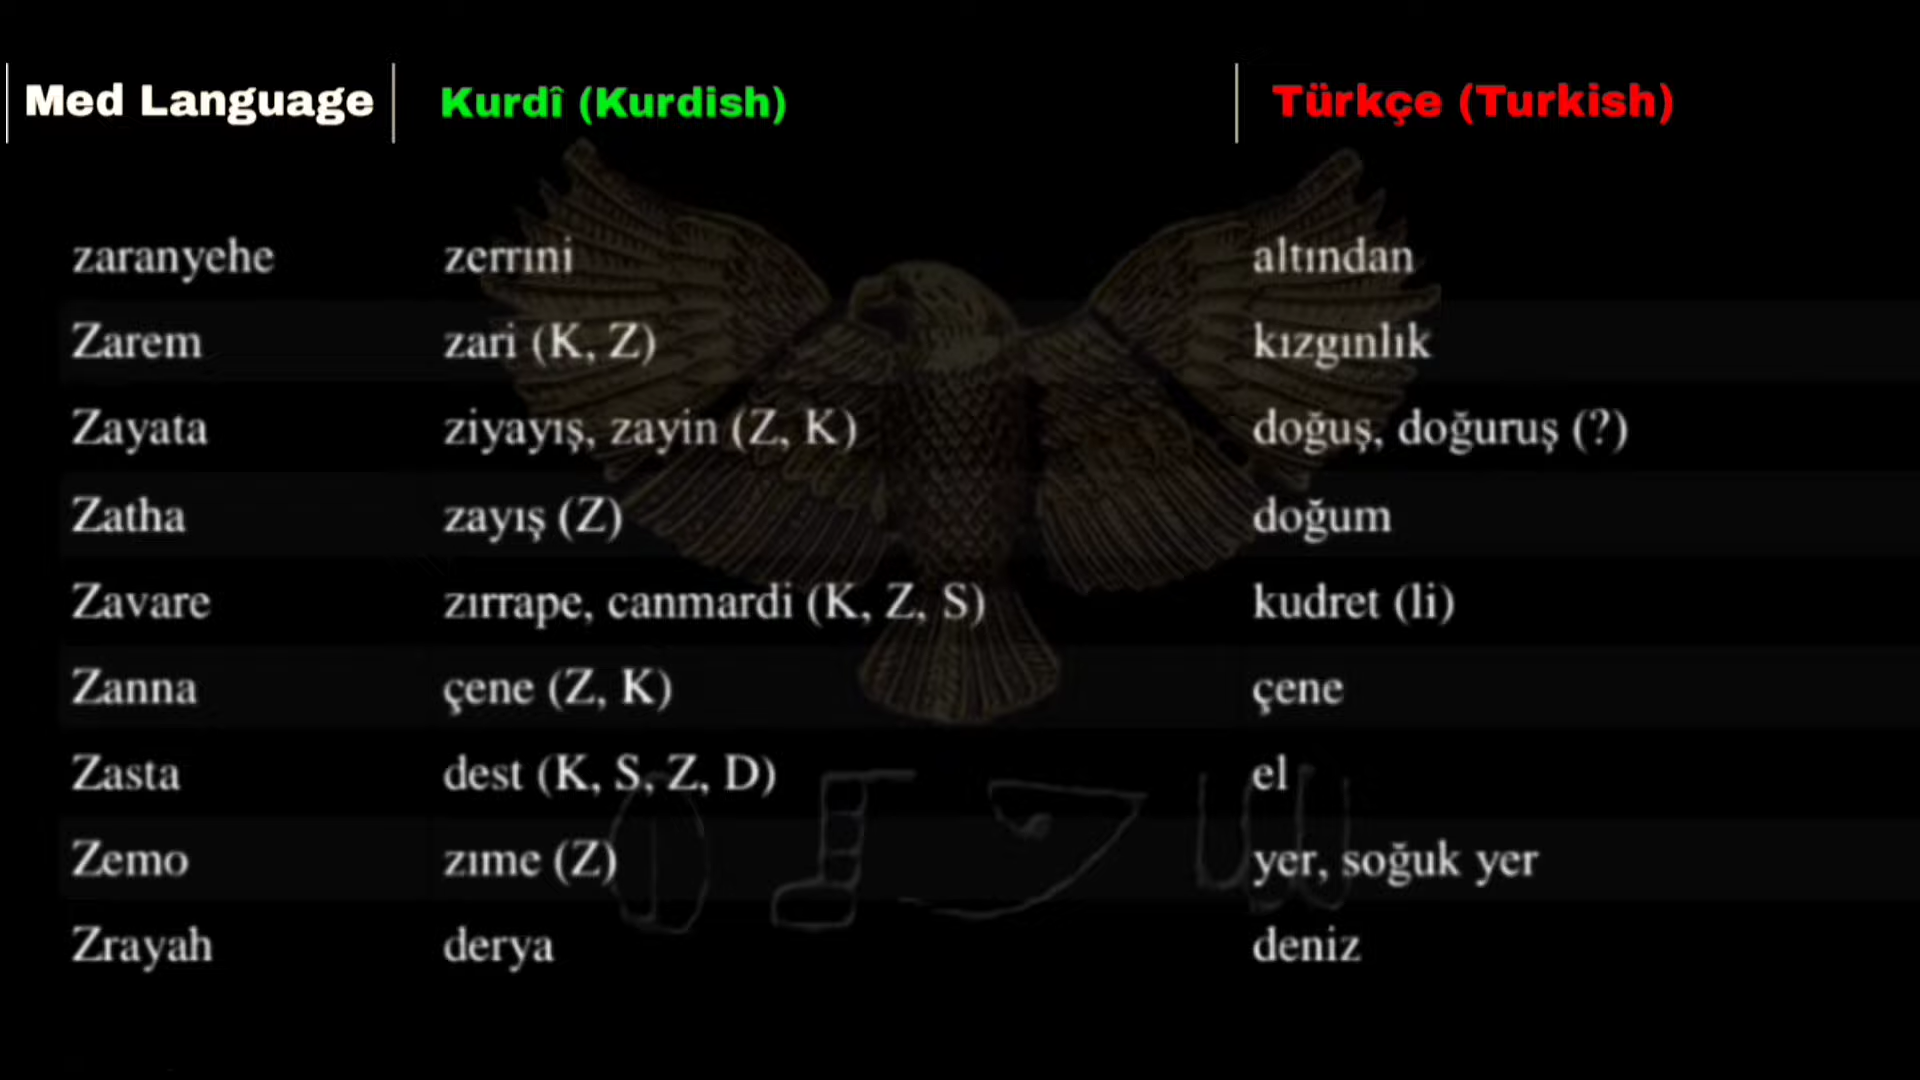 Med Language Kurdî (Kurdish) Türkçe (Turkish)
zaranyehe zerrıni altından
Zarem zari (K, Z) kızgınlık
Zayata ziyayış, zayin (Z, K) doğuş, doğuruş (?)
Zatha zayış (Z) doğum
Zavare zırrape, canmardi (K, Z, S) kudret (li)
Zanna çene (Z, K) çene
Zasta dest (K, S, Z, D) el
Zemo zıme (Z) yer, soğuk yer
Zrayah derya deniz